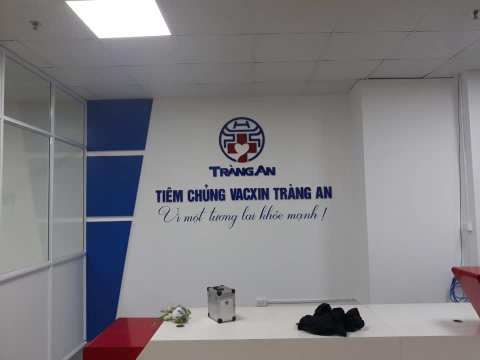 TRÀNG AN
TIÊM CHỦNG VACXIN TRÀNG AN
Vì một tương lai khỏe mạnh !